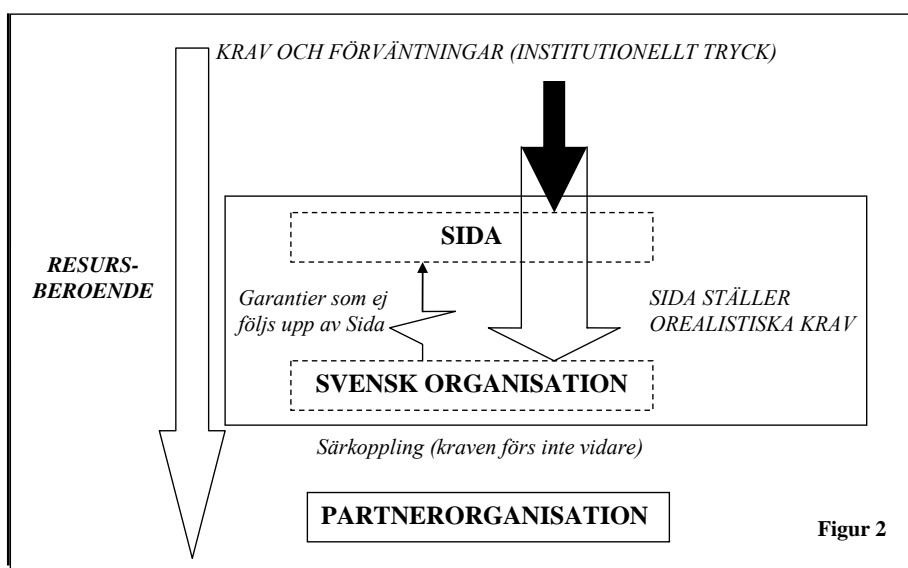 KRAV OCH FÖRVÄNTNINGAR (INSTITUTIONELLT TRYCK)
SIDA
RESURS-
BEROENDE
Garantier som ej
följs upp av Sida
SIDA STÄLLER
OREALISTISKA KRAV
SVENSK ORGANISATION
Särkoppling (kraven förs inte vidare)
PARTNERORGANISATION
Figur 2